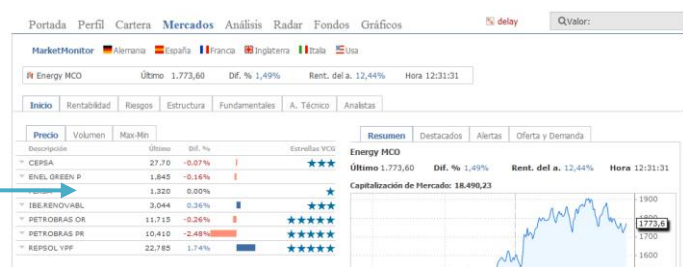 Portada Perfil Cartera Mercados Análisis Radar Fondos Gráficos delay Valor:
MarketMonitor Alemania España Francia Inglaterra Italia Usa
Energy MCO Último 1.773,60 Dif. % 1,49% Rent. del a. 12,44% Hora 12:31:31
Inicio Rentabilidad Riesgos Estructura Fundamentales A. Técnico Analistas
Precio Volumen Max-Min
Descripción Último Dif. % Estrellas VCG
CEPSA 27,70 -0.07%
ENEL GREEN P 1,845 -0.16%
1,320 0.00%
IBE.RENOVABL 3,044 0.36%
PETROBRAS OR 11,715 -0.26%
PETROBRAS PR 10,410 -2.48%
REPSOL YPF 22,785 1.74%
Resumen Destacados Alertas Oferta y Demanda
Energy MCO
Último 1.773,60 Dif. % 1,49% Rent. del a. 12,44% Hora 12:31:31
Capitalización de Mercado: 18.490,23
1900
1773,6
1700
1600